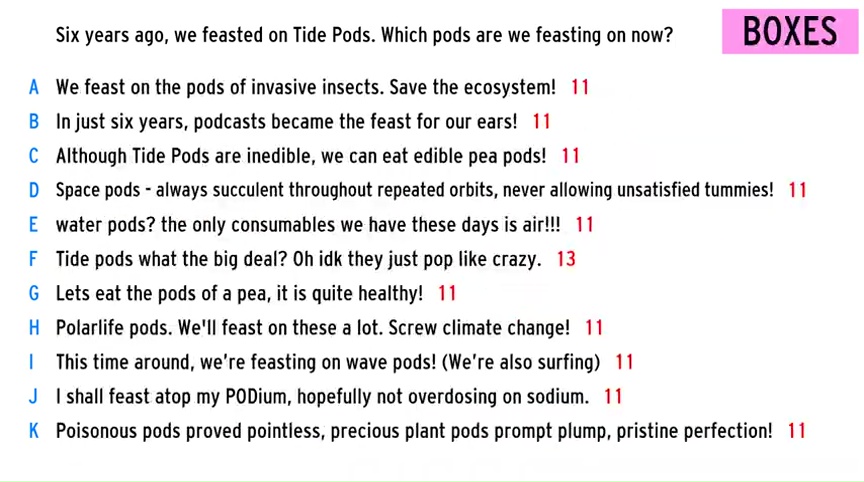 Six years ago, we feasted on Tide Pods. Which pods are we feasting on now?
BOXES
A We feast on the pods of invasive insects. Save the ecosystem! 11
B In just six years, podcasts became the feast for our ears! 11
C Although Tide Pods are inedible, we can eat edible pea pods! 11
D Space pods - always succulent throughout repeated orbits, never allowing unsatisfied tummies! 11
E water pods? the only consumables we have these days is air!!! 11
F Tide pods what the big deal? Oh idk they just pop like crazy. 13
G Lets eat the pods of a pea, it is quite healthy! 11
H Polarlife pods. We'll feast on these a lot. Screw climate change! 11
I This time around, we're feasting on wave pods! (We're also surfing) 11
J I shall feast atop my PODium, hopefully not overdosing on sodium. 11
K Poisonous pods proved pointless, precious plant pods prompt plump, pristine perfection! 11